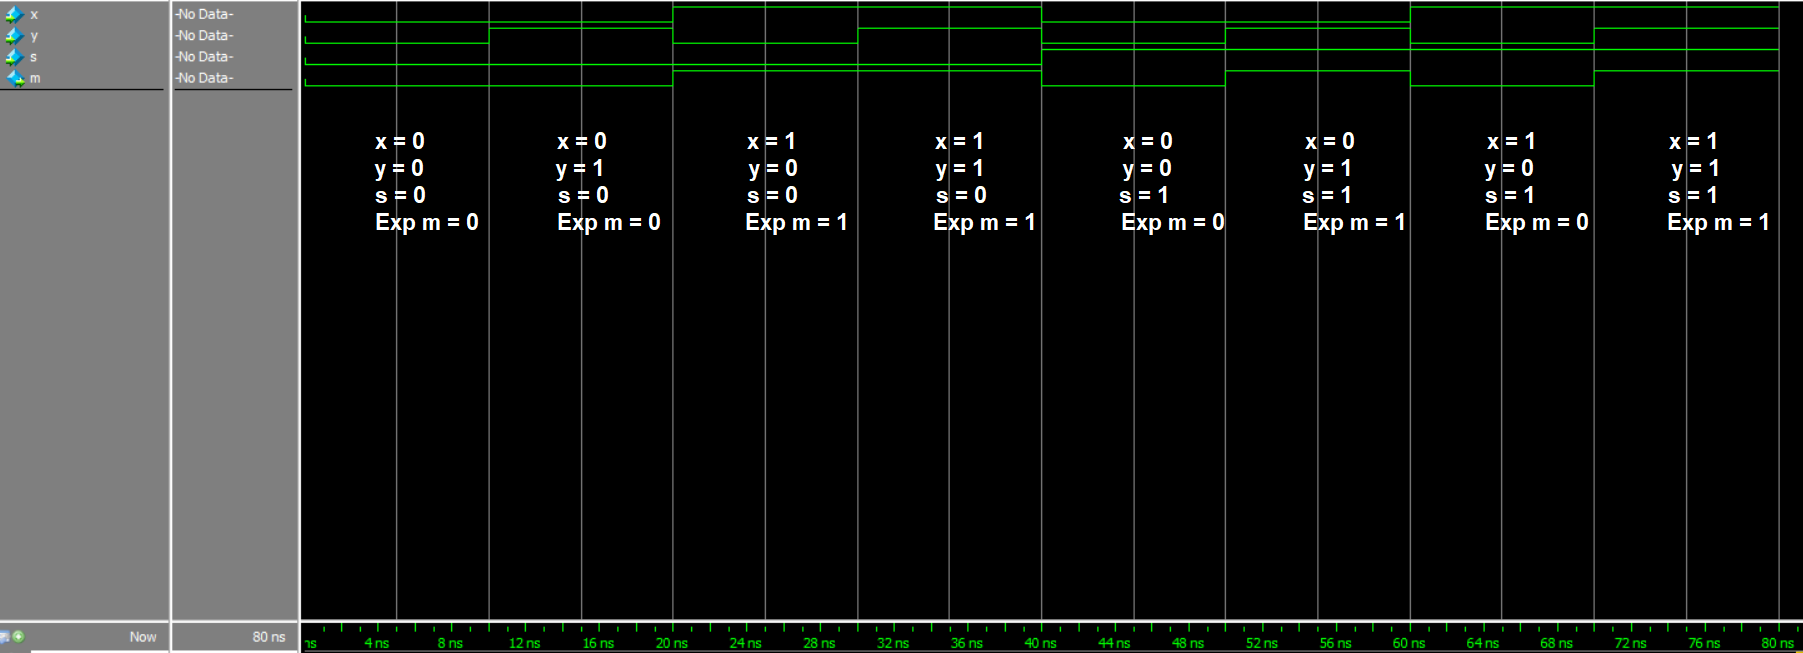 x -No Data-
y -No Data-
s -No Data-
m -No Data-
x = 0 x = 0 x = 1 x = 1 x = 0 x = 0 x = 1 x = 1
y = 0 y = 1 y = 0 y = 1 y = 0 y = 1 y = 0 y = 1
s = 0 s = 0 s = 0 s = 0 s = 1 s = 1 s = 1 s = 1
Exp m = 0 Exp m = 0 Exp m = 1 Exp m = 1 Exp m = 0 Exp m = 1 Exp m = 0 Exp m = 1
Now 80 ns ns 4 ns 8 ns 12 ns 16 ns 20 ns 24 ns 28 ns 32 ns 36 ns 40 ns 44 ns 48 ns 52 ns 56 ns 60 ns 64 ns 68 ns 72 ns 76 ns 80 ns